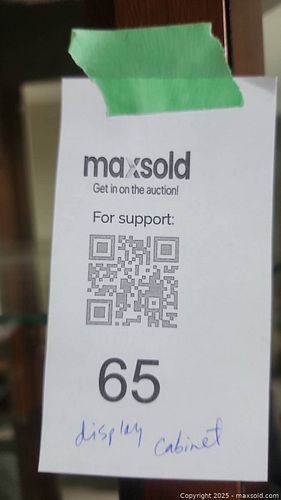 maxsold
Get in on the auction!
For support:
65
display cabinet
Copyright © 2025 - maxsold.com